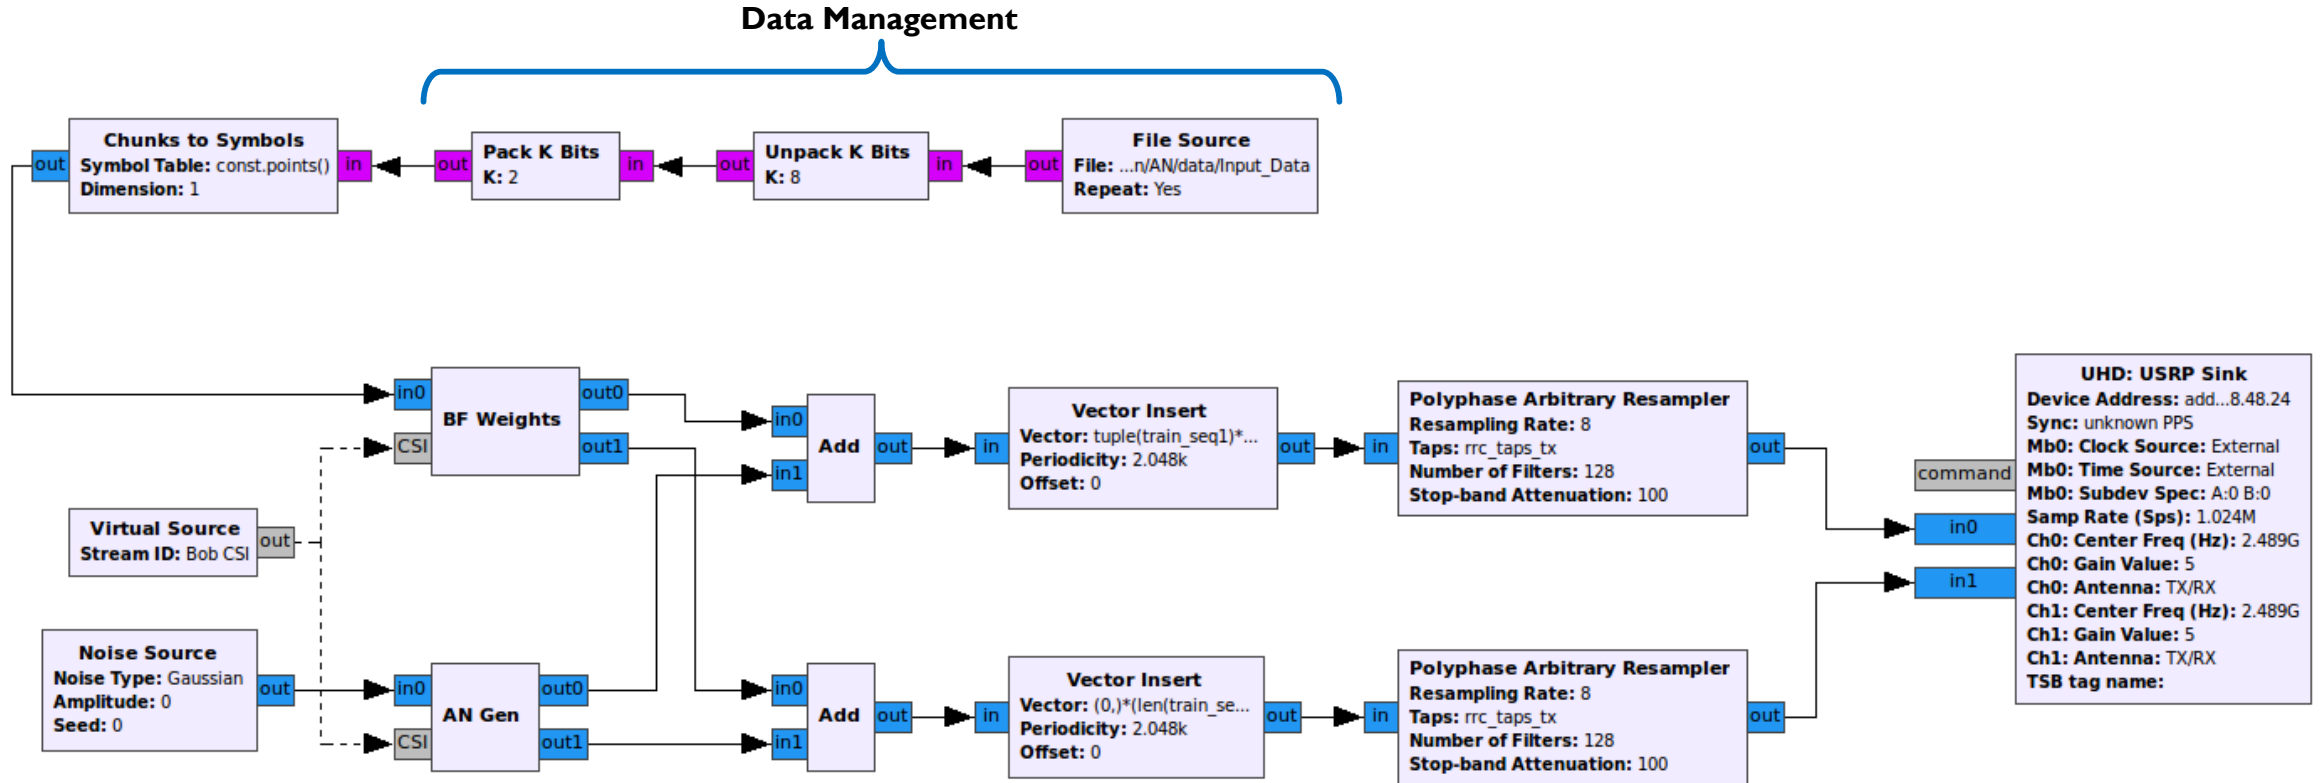 Data Management
Chunks to Symbols
Symbol Table: const.points()
Dimension: 1
out
in
Pack K Bits
K: 2
out
in
Unpack K Bits
K: 8
out
in
File Source
File: ...n/AN/data/Input_Data
Repeat: Yes
out
BF Weights
in0
CSI
out0
out1
Virtual Source
Stream ID: Bob CSI
out
Noise Source
Noise Type: Gaussian
Amplitude: 0
Seed: 0
out
AN Gen
in0
CSI
out0
out1
Add
in0
in1
out
Add
in0
in1
out
Vector Insert
Vector: tuple(train_seq1)*...
Periodicity: 2.048k
Offset: 0
in
out
Vector Insert
Vector: (0,)*(len(train_se...
Periodicity: 2.048k
Offset: 0
in
out
Polyphase Arbitrary Resampler
Resampling Rate: 8
Taps: rrc_taps_tx
Number of Filters: 128
Stop-band Attenuation: 100
in
out
Polyphase Arbitrary Resampler
Resampling Rate: 8
Taps: rrc_taps_tx
Number of Filters: 128
Stop-band Attenuation: 100
in
out
UHD: USRP Sink
Device Address: add...8.48.24
Sync: unknown PPS
Mb0: Clock Source: External
Mb0: Time Source: External
Mb0: Subdev Spec: A:0 B:0
Samp Rate (Sps): 1.024M
Ch0: Center Freq (Hz): 2.489G
Ch0: Gain Value: 5
Ch0: Antenna: TX/RX
Ch1: Center Freq (Hz): 2.489G
Ch1: Gain Value: 5
Ch1: Antenna: TX/RX
TSB tag name:
command
in0
in1